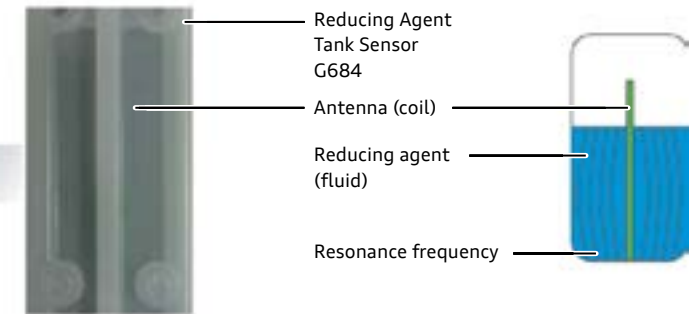 Reducing Agent
Tank Sensor
G684
Antenna (coil)
Reducing agent
(fluid)
Resonance frequency